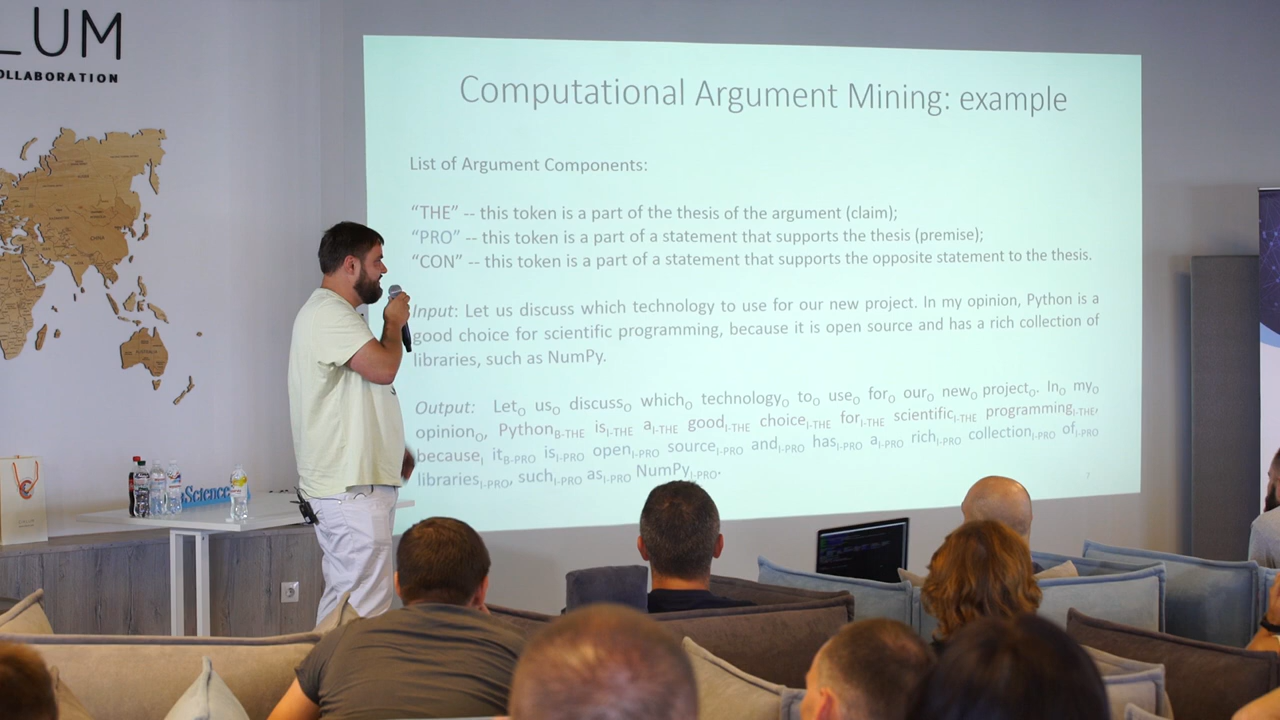 LUM
OLLABORATION
Computational Argument Mining: example
List of Argument Components:
“THE” -- this token is a part of the thesis of the argument (claim);
“PRO” -- this token is a part of a statement that supports the thesis (premise);
“CON” -- this token is a part of a statement that supports the opposite statement to the thesis.
Input: Let us discuss which technology to use for our new project. In my opinion, Python is a
good choice for scientific programming, because it is open source and has a rich collection of
libraries, such as NumPy.
Output: LetO usO discussO whichO technologyO toO useO forO ourO newO projectO. InO myO
opinionO, PythonB-THE isI-THE aI-THE goodI-THE choiceI-THE forI-THE scientificI-THE programmingI-THE,
because, itB-PRO isI-PRO openI-PRO sourceI-PRO andI-PRO hasI-PRO aI-PRO richI-PRO collectionI-PRO ofI-PRO
librariesI-PRO, suchI-PRO asI-PRO NumPyI-PRO.
7
Science
CHINA
AUSTRALIA